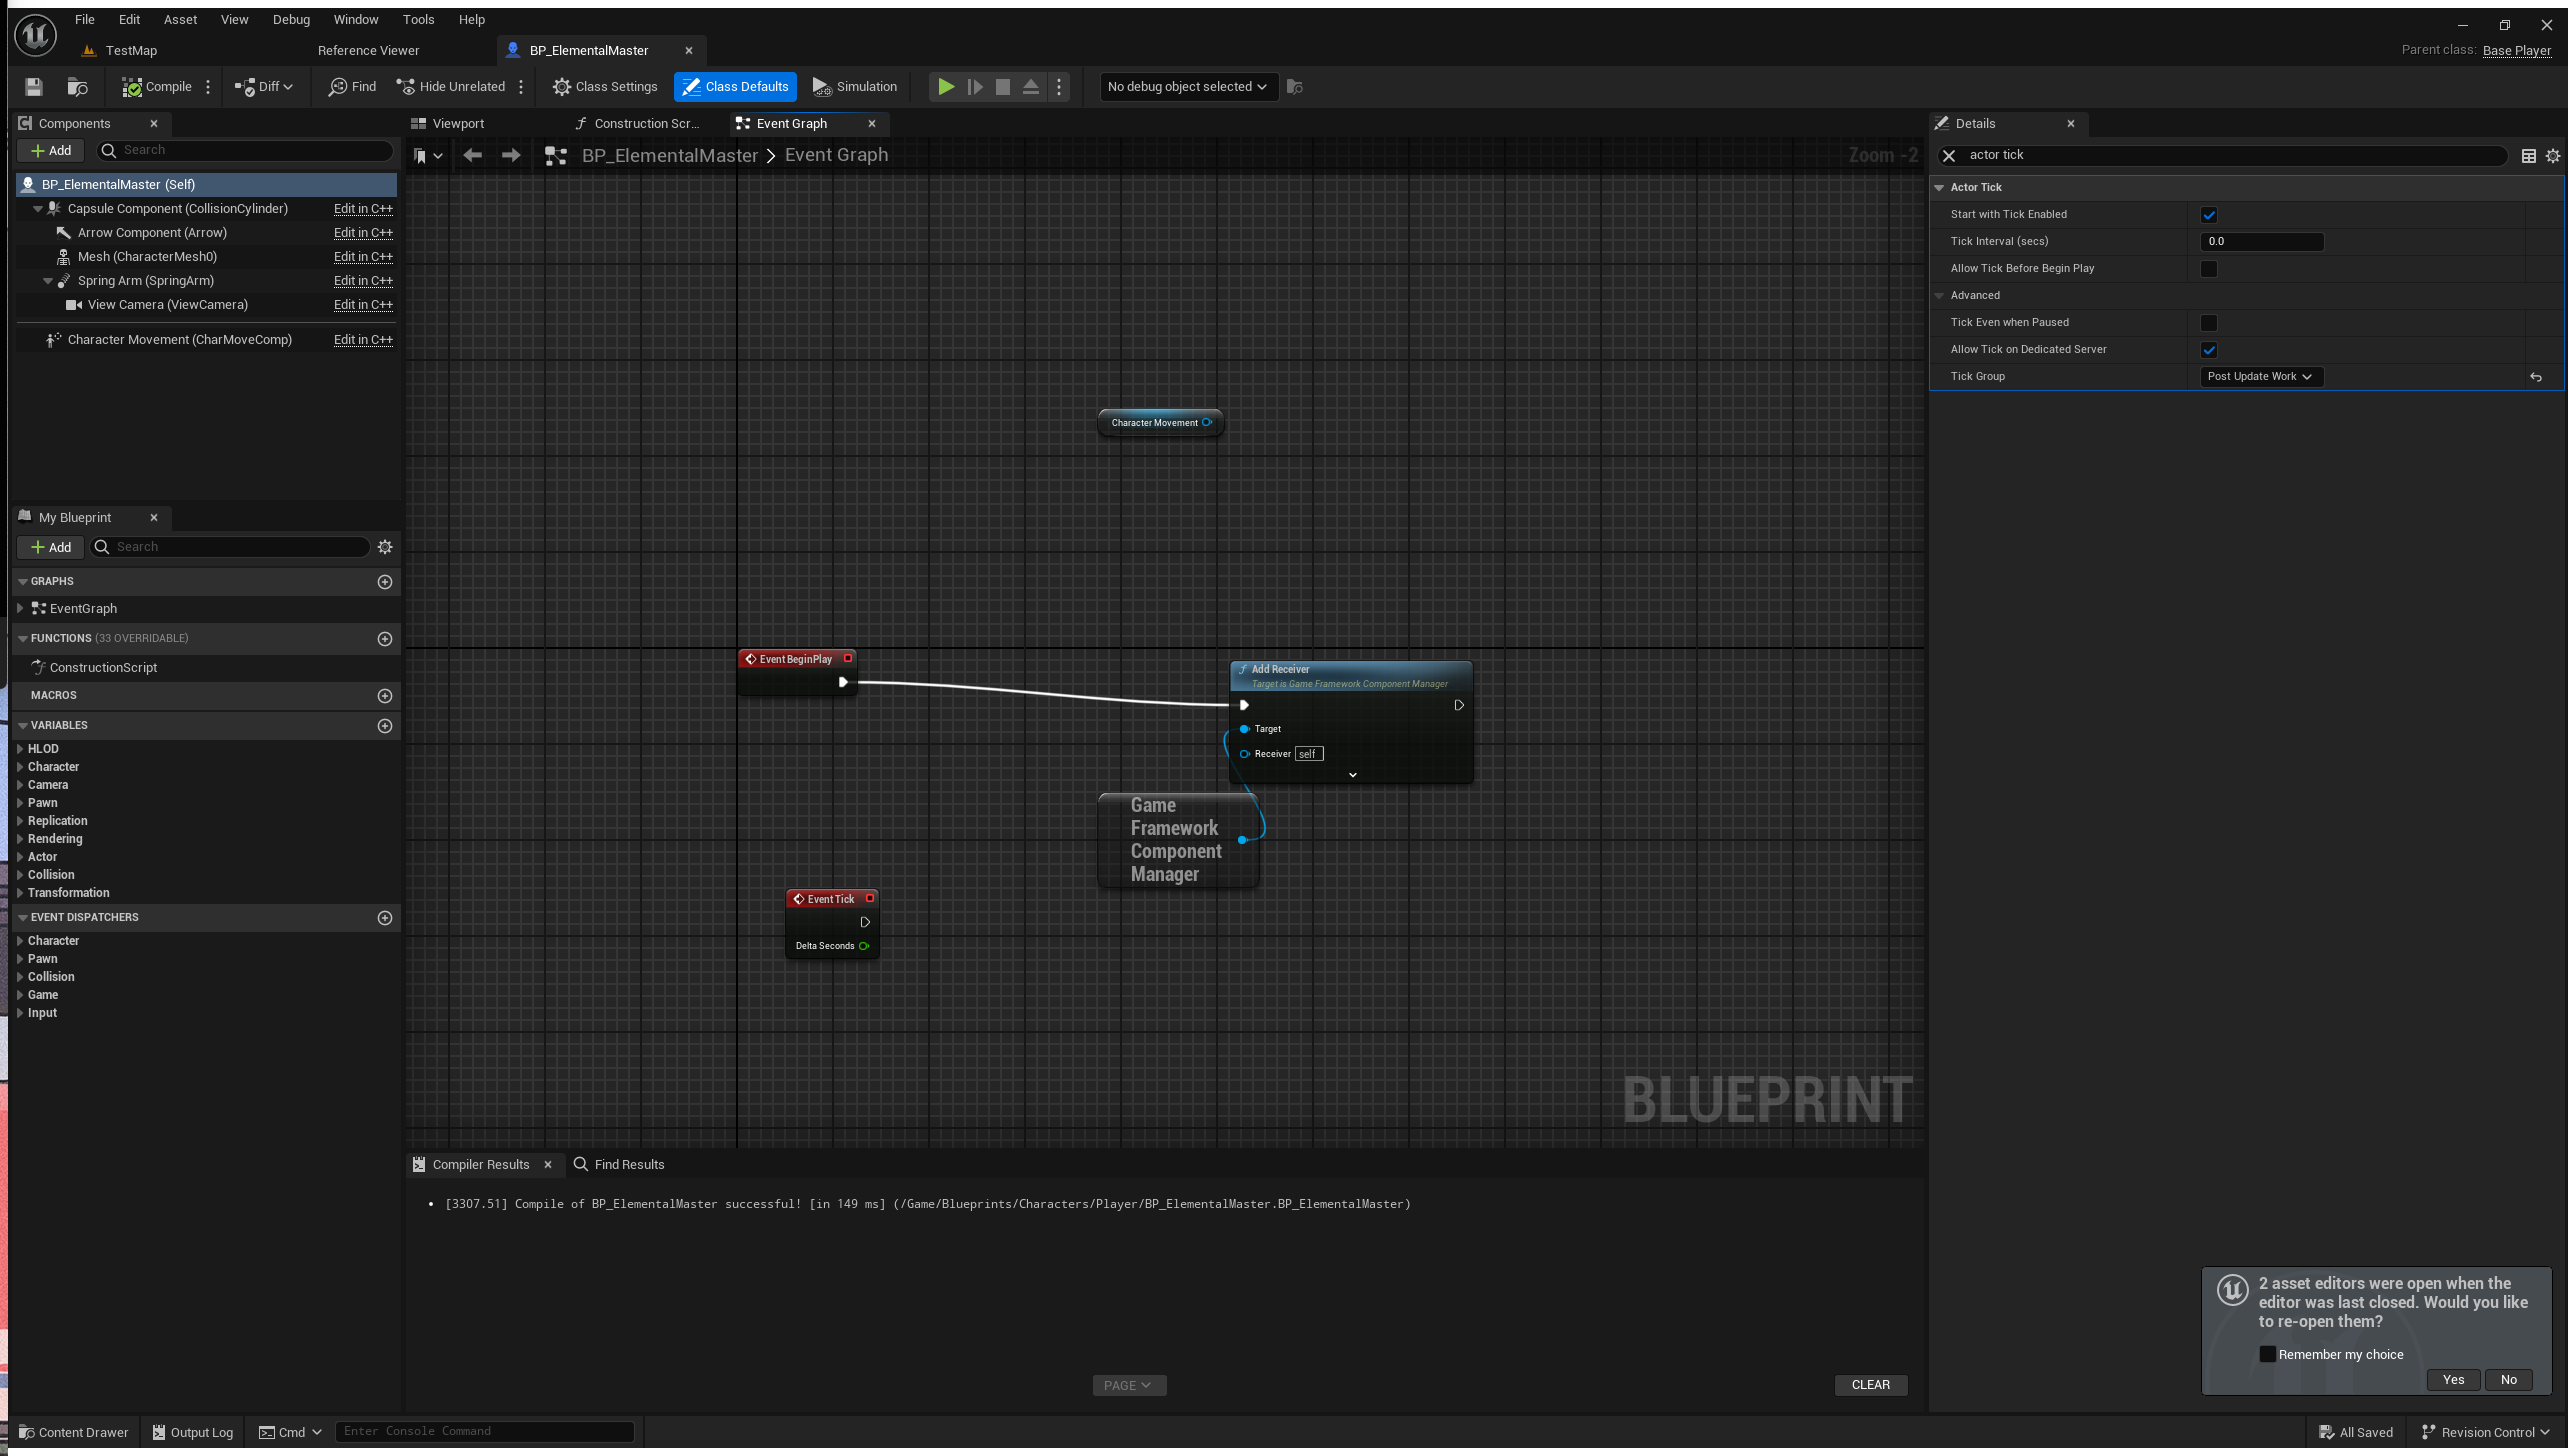 File Edit Asset View Debug Window Tools Help
TestMap Reference Viewer BP_ElementalMaster
Parent class: Base Player
Compile Diff Find Hide Unrelated Class Settings Class Defaults Simulation No debug object selected
Components
Add Search
BP_ElementalMaster (Self)
Capsule Component (CollisionCylinder) Edit in C++
Arrow Component (Arrow) Edit in C++
Mesh (CharacterMesh0) Edit in C++
Spring Arm (SpringArm) Edit in C++
View Camera (ViewCamera) Edit in C++
Character Movement (CharMoveComp) Edit in C++
My Blueprint
Add Search
GRAPHS
EventGraph
FUNCTIONS (33 OVERRIDABLE)
ConstructionScript
MACROS
VARIABLES
HLOD
Character
Camera
Pawn
Replication
Rendering
Actor
Collision
Transformation
EVENT DISPATCHERS
Character
Pawn
Collision
Game
Input
Viewport Construction Scr... Event Graph
BP_ElementalMaster > Event Graph
Zoom -2
Character Movement
Event BeginPlay
Add Receiver
Target is Game Framework Component Manager
Target
Receiver self
Game
Framework
Component
Manager
Event Tick
Delta Seconds
BLUEPRINT
Compiler Results Find Results
• [3307.51] Compile of BP_ElementalMaster successful! [in 149 ms] (/Game/Blueprints/Characters/Player/BP_ElementalMaster.BP_ElementalMaster)
PAGE CLEAR
Details
actor tick
Actor Tick
Start with Tick Enabled
Tick Interval (secs) 0.0
Allow Tick Before Begin Play
Advanced
Tick Even when Paused
Allow Tick on Dedicated Server
Tick Group Post Update Work
2 asset editors were open when the
editor was last closed. Would you like
to re-open them?
Remember my choice
Yes No
Content Drawer Output Log Cmd Enter Console Command All Saved Revision Control